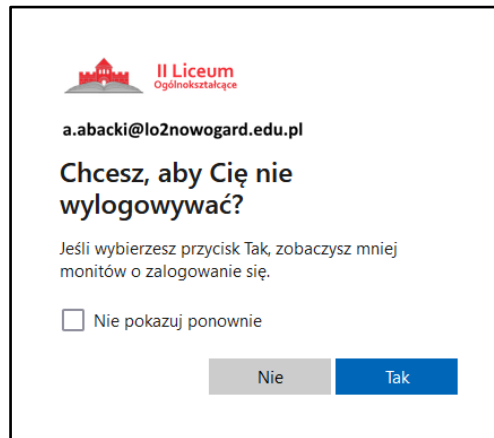 II Liceum
Ogólnokształcące
a.abacki@lo2nowogard.edu.pl
Chcesz, aby Cię nie
wylogowywać?
Jeśli wybierzesz przycisk Tak, zobaczysz mniej
monitów o zalogowanie się.
Nie pokazuj ponownie
Nie
Tak